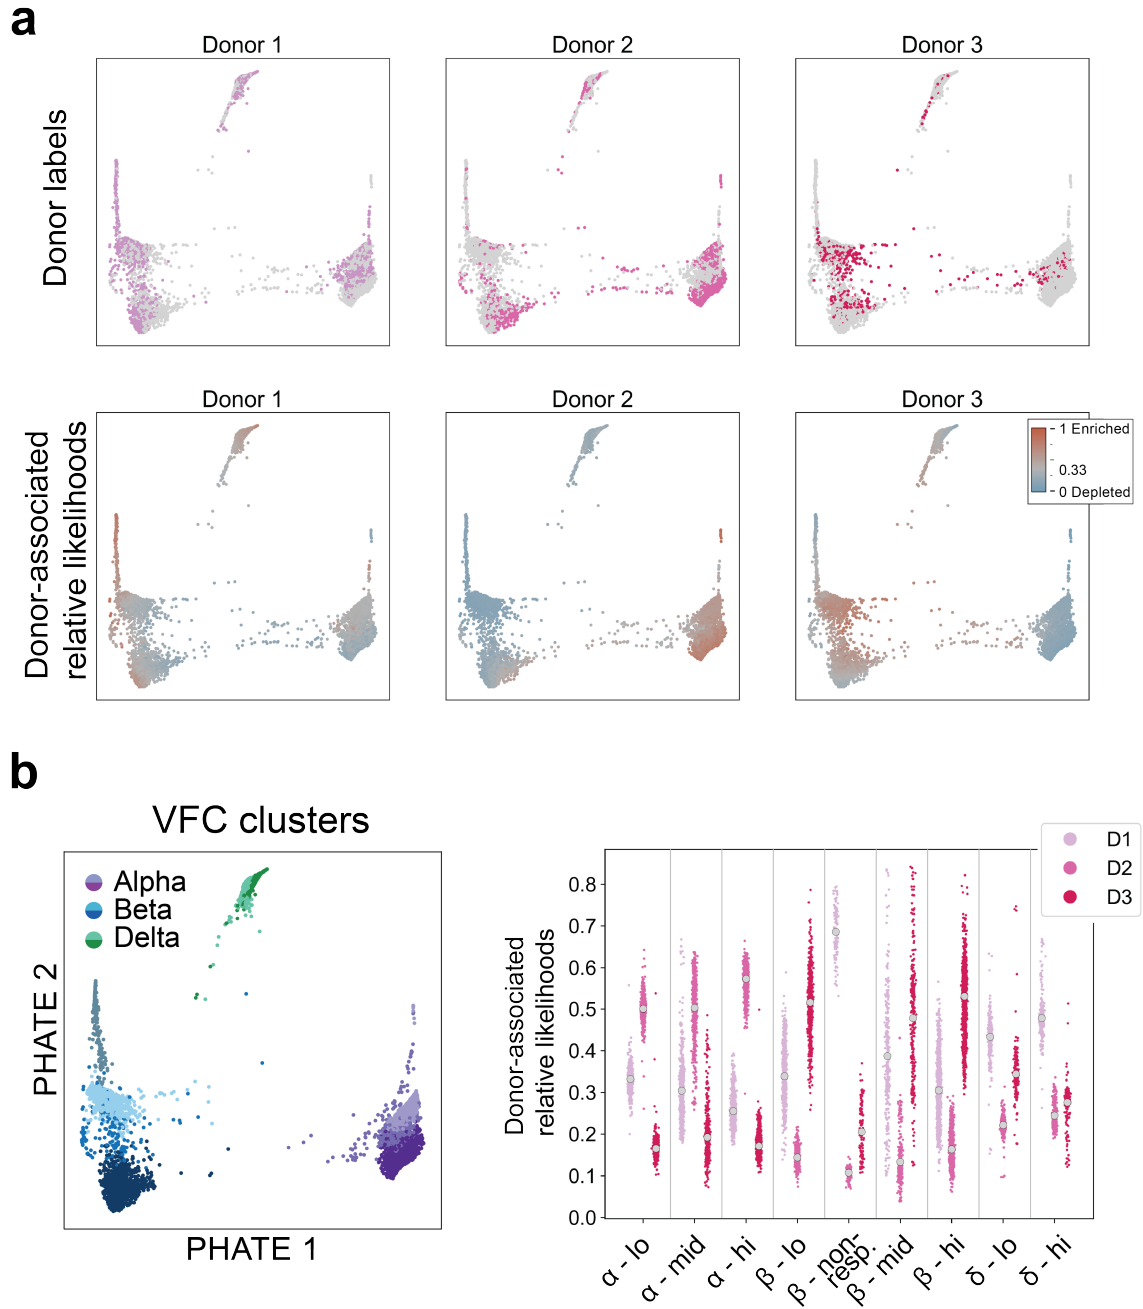 a
Donor 1
Donor 2
Donor 3
Donor labels
Donor 1
Donor 2
Donor 3
Donor-associated
relative likelihoods
1 Enriched
0.33
0 Depleted
b
VFC clusters
Alpha
Beta
Delta
PHATE 2
PHATE 1
D1
D2
D3
Donor-associated
relative likelihoods
0.8
0.7
0.6
0.5
0.4
0.3
0.2
0.1
0.0
α - lo
α - mid
α - hi
β - lo
β - non-
resp.
β - mid
β - hi
δ - lo
δ - hi